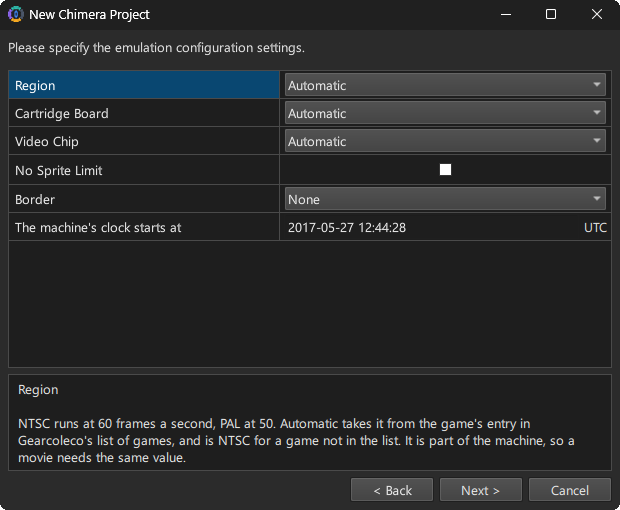 New Chimera Project
Please specify the emulation configuration settings.
Region Automatic
Cartridge Board Automatic
Video Chip Automatic
No Sprite Limit
Border None
The machine's clock starts at 2017-05-27 12:44:28 UTC
Region
NTSC runs at 60 frames a second, PAL at 50. Automatic takes it from the game's entry in
Gearcoleco's list of games, and is NTSC for a game not in the list. It is part of the machine, so a
movie needs the same value.
< Back Next > Cancel